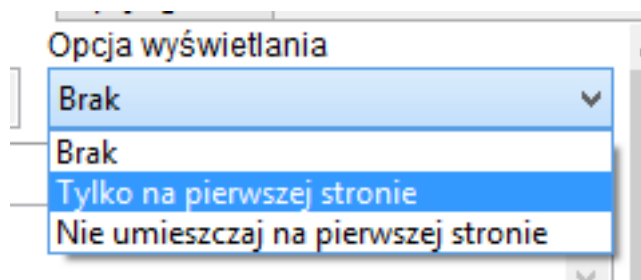 Opcja wyświetlania
Brak
Brak
Tylko na pierwszej stronie
Nie umieszczaj na pierwszej stronie